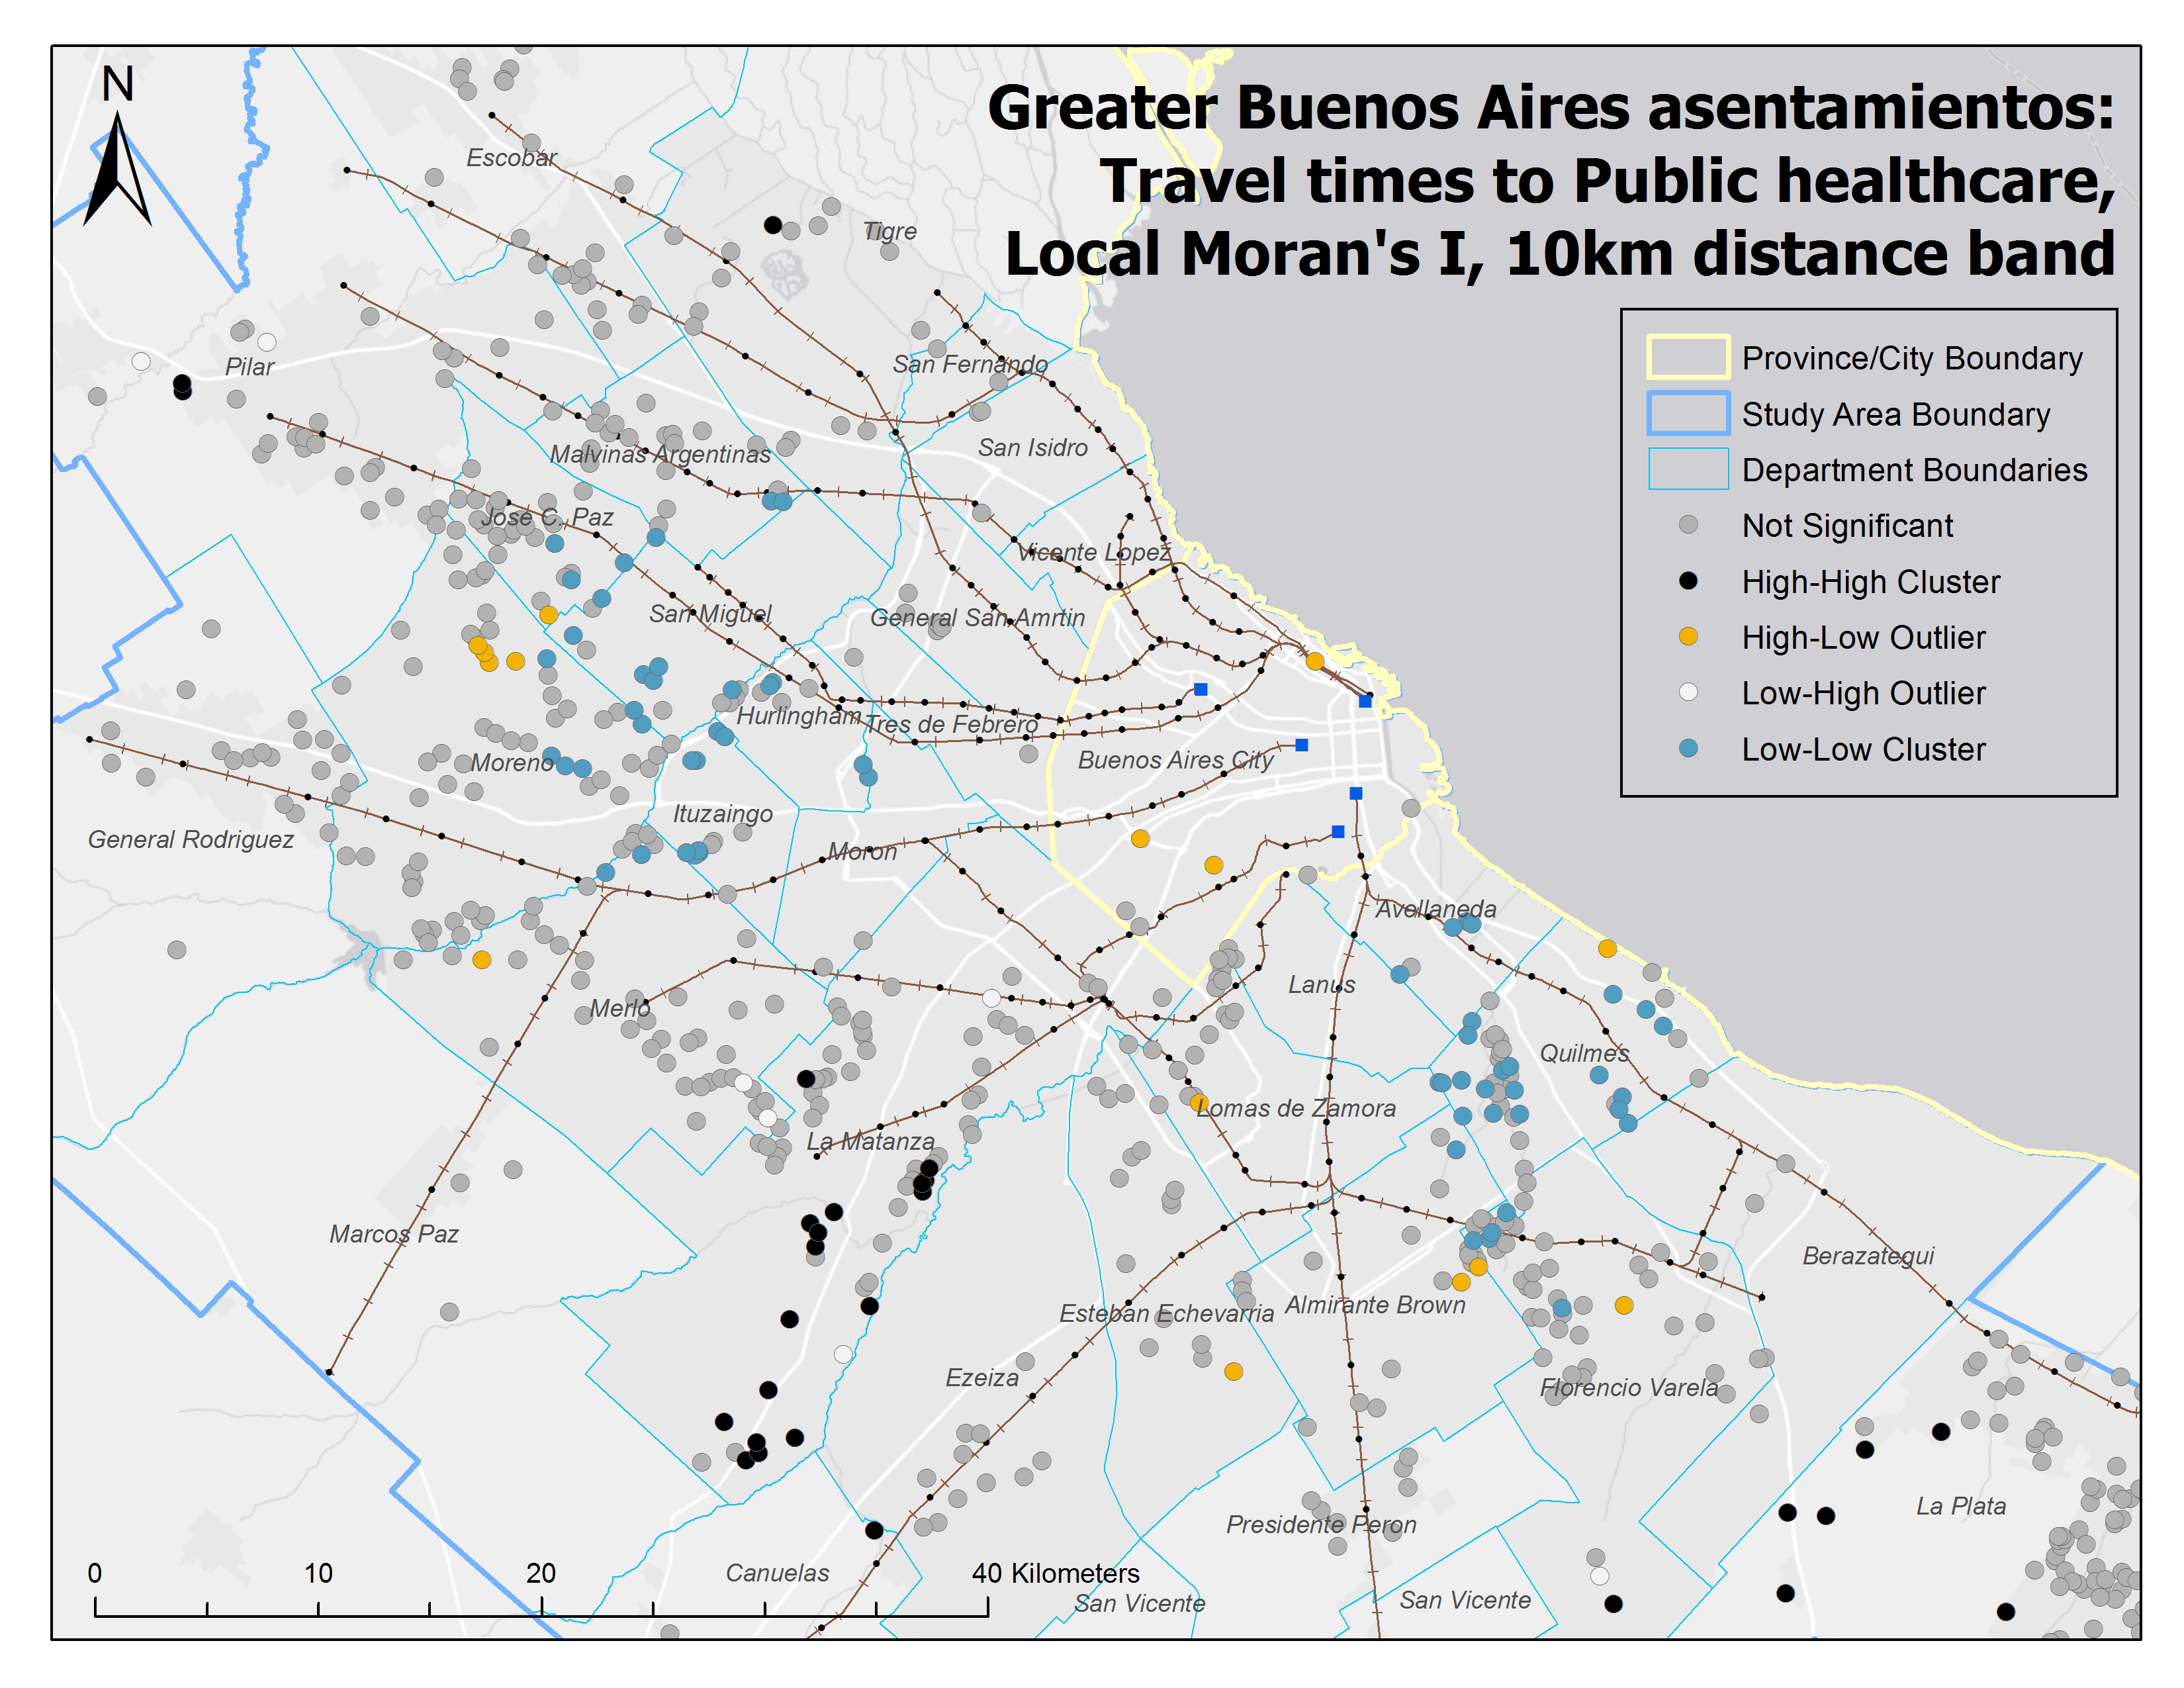 N
Greater Buenos Aires asentamientos:
Travel times to Public healthcare,
Local Moran's I, 10km distance band
Province/City Boundary
Study Area Boundary
Department Boundaries
Not Significant
High-High Cluster
High-Low Outlier
Low-High Outlier
Low-Low Cluster
Escobar
Tigre
Pilar
San Fernando
San Isidro
Malvinas Argentinas
Jose C. Paz
Vicente Lopez
San Miguel
General San Amrtin
Hurlingham
Tres de Febrero
Buenos Aires City
Moreno
Ituzaingo
General Rodriguez
Moron
Avellaneda
Lanus
Merlo
Quilmes
Lomas de Zamora
La Matanza
Marcos Paz
Berazategui
Esteban Echevarria
Almirante Brown
Ezeiza
Florencio Varela
La Plata
Presidente Peron
Canuelas
San Vicente
San Vicente
0 10 20 40 Kilometers